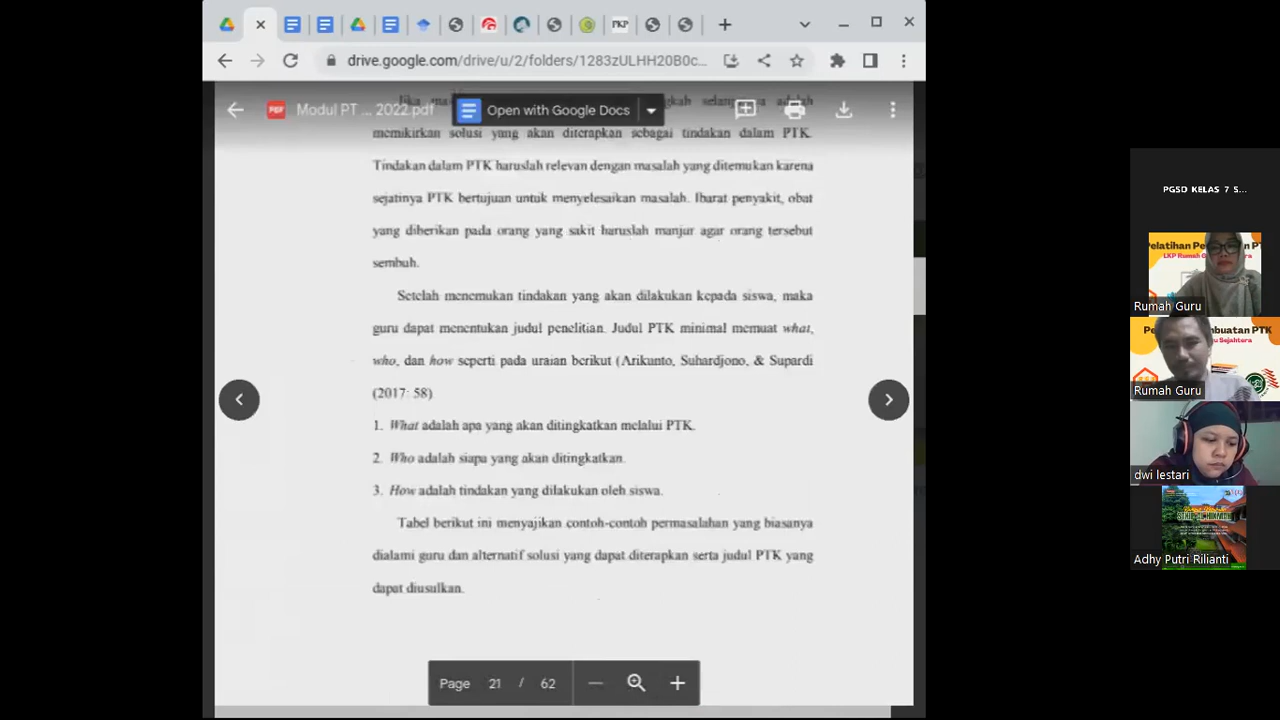 PKP
drive.google.com/drive/u/2/folders/1283zULHH20B0c...
Modul PT ... 2022.pdf
Open with Google Docs
adalah
memikirkan solusi yang akan diterapkan sebagai tindakan dalam PTK.
Tindakan dalam PTK haruslah relevan dengan masalah yang ditemukan karena
sejatinya PTK bertujuan untuk menyelesaikan masalah. Ibarat penyakit, obat
yang diberikan pada orang yang sakit haruslah manjur agar orang tersebut
sembuh.
Setelah menemukan tindakan yang akan dilakukan kepada siswa, maka
guru dapat menentukan judul penelitian. Judul PTK minimal memuat what,
who, dan how seperti pada uraian berikut (Arikunto, Suhardjono, & Supardi
(2017: 58)
1. What adalah apa yang akan ditingkatkan melalui PTK.
2. Who adalah siapa yang akan ditingkatkan.
3. How adalah tindakan yang dilakukan oleh siswa.
Tabel berikut ini menyajikan contoh-contoh permasalahan yang biasanya
dialami guru dan alternatif solusi yang dapat diterapkan serta judul PTK yang
dapat diusulkan.
Page 21 / 62
PGSD KELAS 7 S...
Pelatihan
LKP Rumah
Rumah Guru
Rumah Guru
dwi lestari
Adhy Putri Rilianti